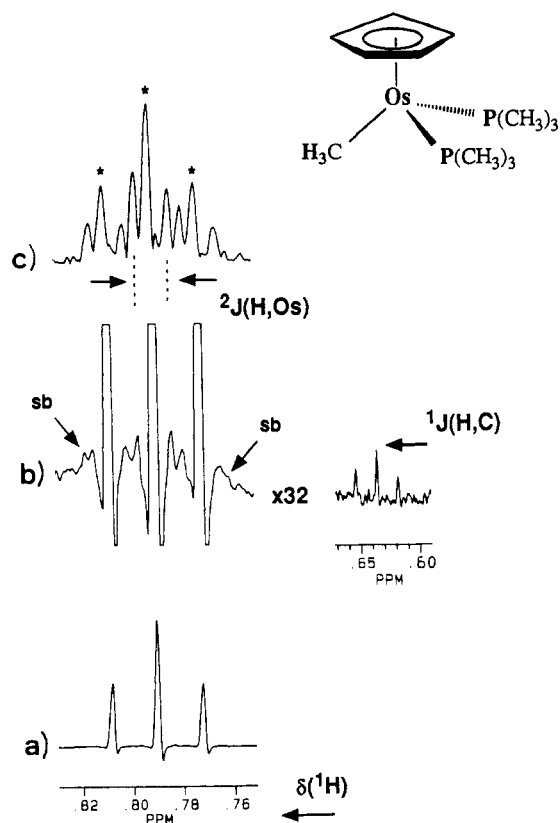 Os
P(CH3)3
H3C
P(CH3)3
*
*
*
c)
²J(H,Os)
sb
sb
¹J(H,C)
b)
x32
.65 .60
PPM
a)
.82 .80 .78 .76
PPM
δ(¹H)